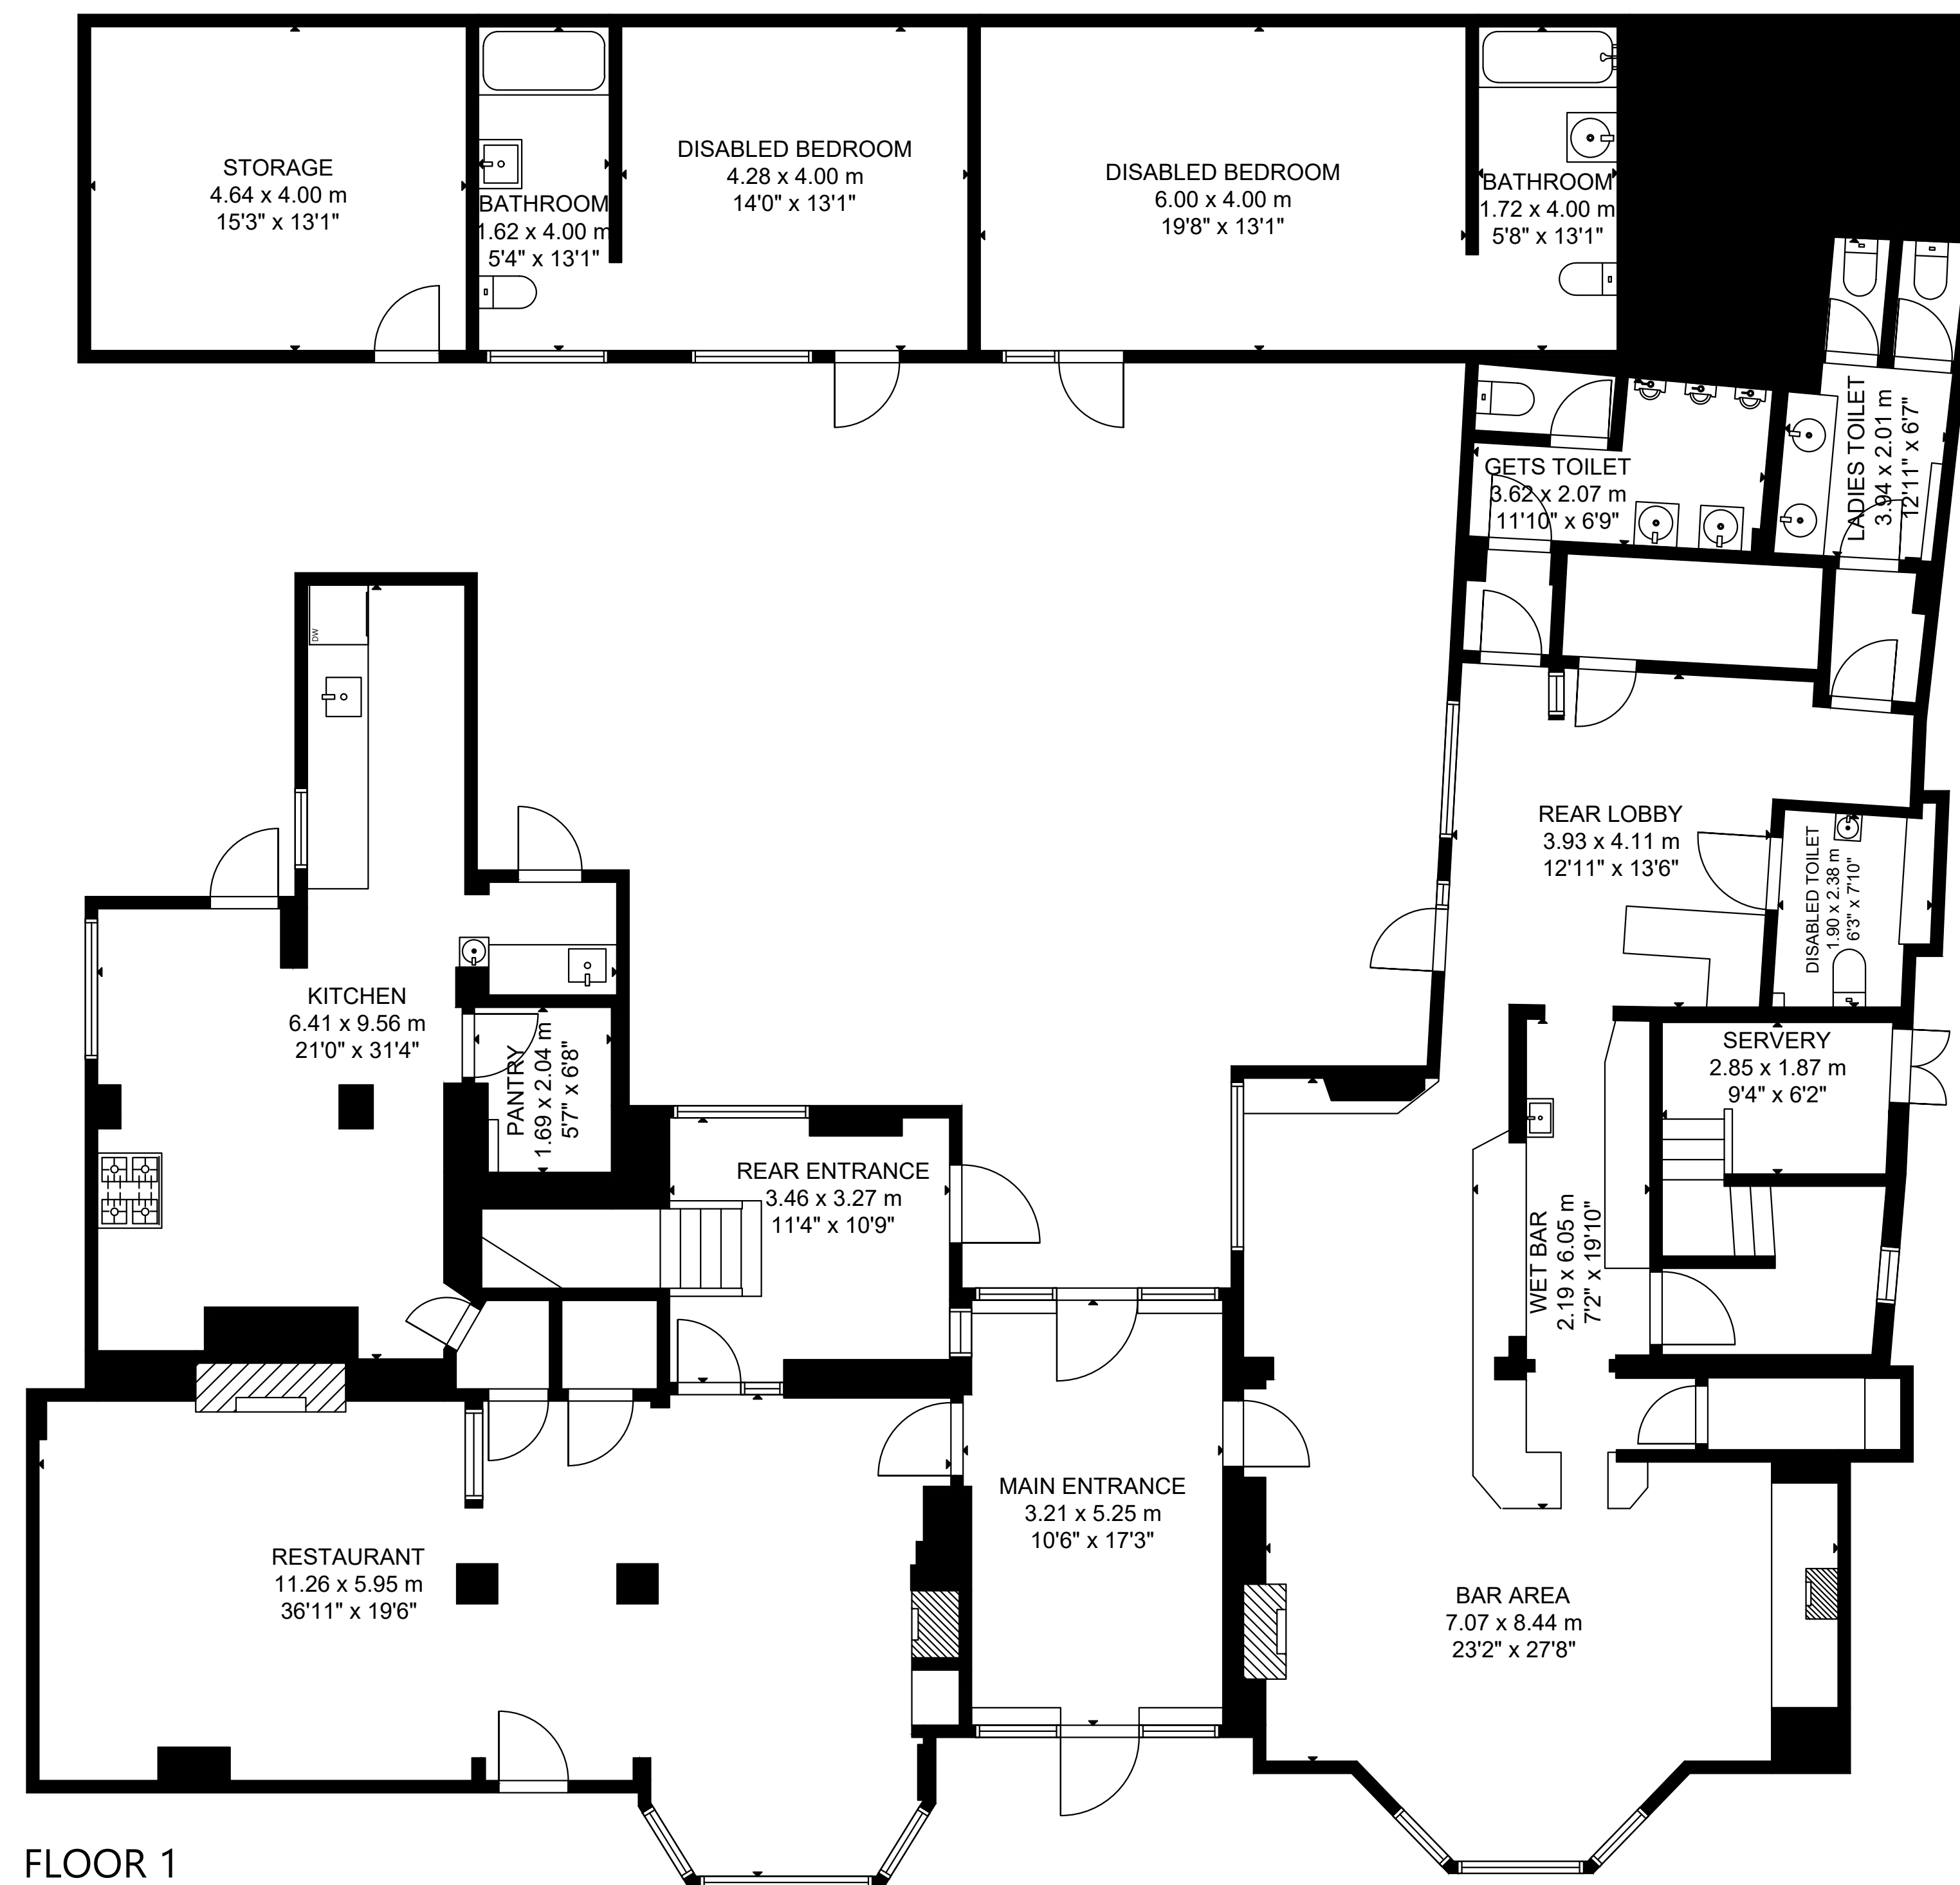 STORAGE
4.64 x 4.00 m
15'3" x 13'1"
BATHROOM
1.62 x 4.00 m
5'4" x 13'1"
DISABLED BEDROOM
4.28 x 4.00 m
14'0" x 13'1"
DISABLED BEDROOM
6.00 x 4.00 m
19'8" x 13'1"
BATHROOM
1.72 x 4.00 m
5'8" x 13'1"
GETS TOILET
3.62 x 2.07 m
11'10" x 6'9"
LADIES TOILET
3.94 x 2.01 m
12'11" x 6'7"
DW
REAR LOBBY
3.93 x 4.11 m
12'11" x 13'6"
DISABLED TOILET
1.90 x 2.38 m
6'3" x 7'10"
KITCHEN
6.41 x 9.56 m
21'0" x 31'4"
PANTRY
1.69 x 2.04 m
5'7" x 6'8"
SERVERY
2.85 x 1.87 m
9'4" x 6'2"
REAR ENTRANCE
3.46 x 3.27 m
11'4" x 10'9"
WET BAR
2.19 x 6.05 m
7'2" x 19'10"
MAIN ENTRANCE
3.21 x 5.25 m
10'6" x 17'3"
RESTAURANT
11.26 x 5.95 m
36'11" x 19'6"
BAR AREA
7.07 x 8.44 m
23'2" x 27'8"
FLOOR 1